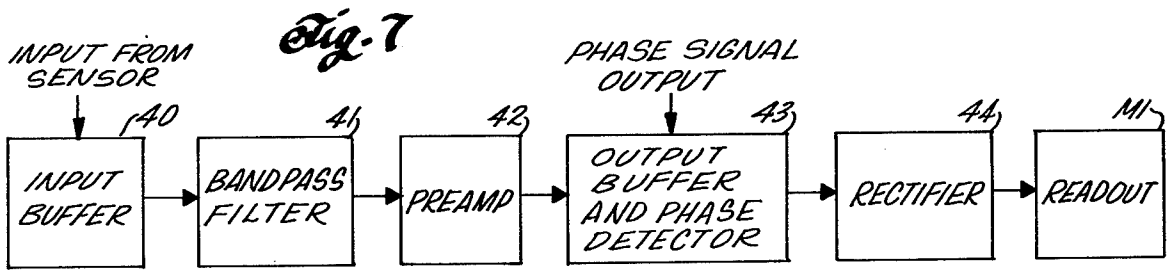 Fig. 7
INPUT FROM
SENSOR
PHASE SIGNAL
OUTPUT
40
41
42
43
44
M1
INPUT
BUFFER
BANDPASS
FILTER
PREAMP
OUTPUT
BUFFER
AND PHASE
DETECTOR
RECTIFIER
READOUT